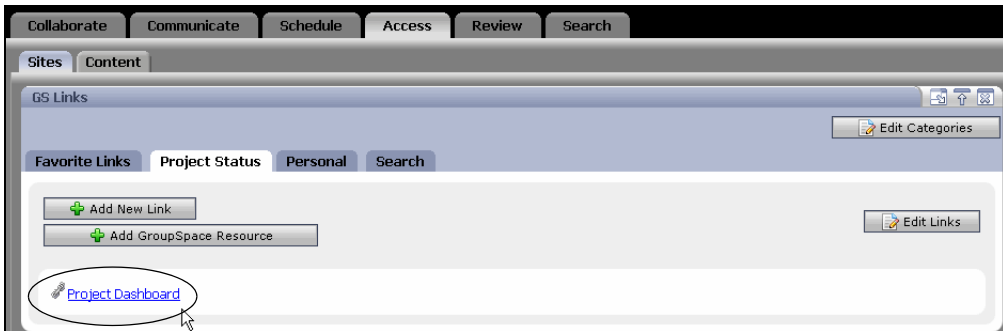 Collaborate Communicate Schedule Access Review Search
Sites Content
GS Links
Edit Categories
Favorite Links Project Status Personal Search
Add New Link
Add GroupSpace Resource
Edit Links
Project Dashboard